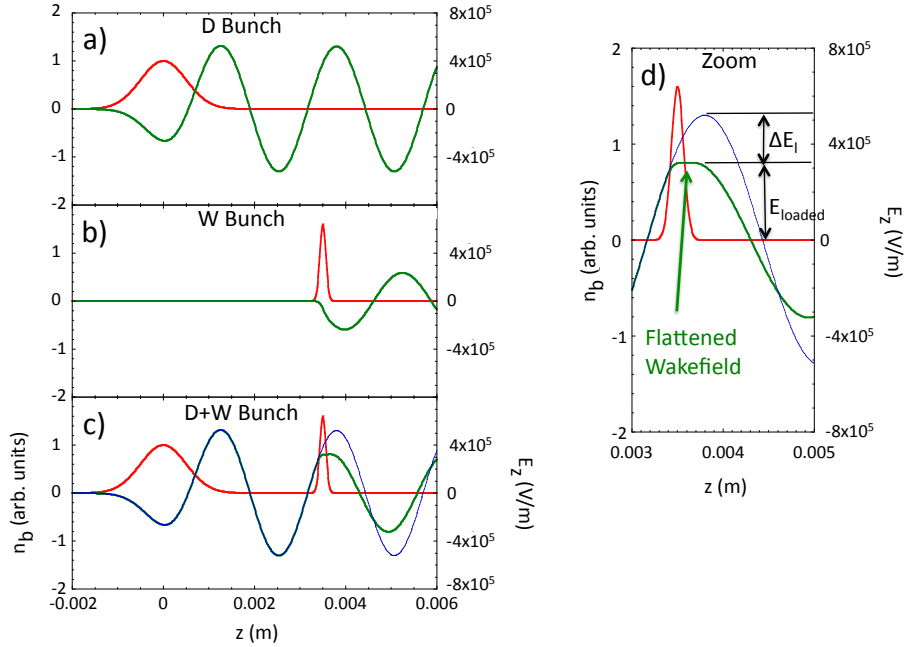 D Bunch
a)
2
1
0
-1
-2
8x10⁵
4x10⁵
0
-4x10⁵
W Bunch
b)
2
1
0
-1
-2
4x10⁵
0
-4x10⁵
D+W Bunch
c)
2
1
0
-1
-2
n_b (arb. units)
4x10⁵
0
-4x10⁵
-8x10⁵
E_z (V/m)
-0.002
0
0.002
0.004
0.006
z (m)
Zoom
d)
2
1
0
-1
-2
n_b (arb. units)
8x10⁵
4x10⁵
0
-4x10⁵
-8x10⁵
E_z (V/m)
ΔE_l
E_loaded
Flattened
Wakefield
0.003
0.004
0.005
z (m)